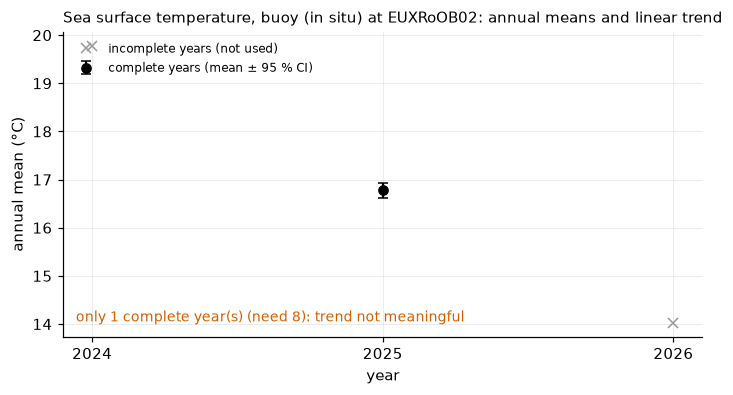 Sea surface temperature, buoy (in situ) at EUXRoOB02: annual means and linear trend
20
19
18
17
16
15
14
annual mean (°C)
incomplete years (not used)
complete years (mean ± 95 % CI)
only 1 complete year(s) (need 8): trend not meaningful
2024
2025
2026
year